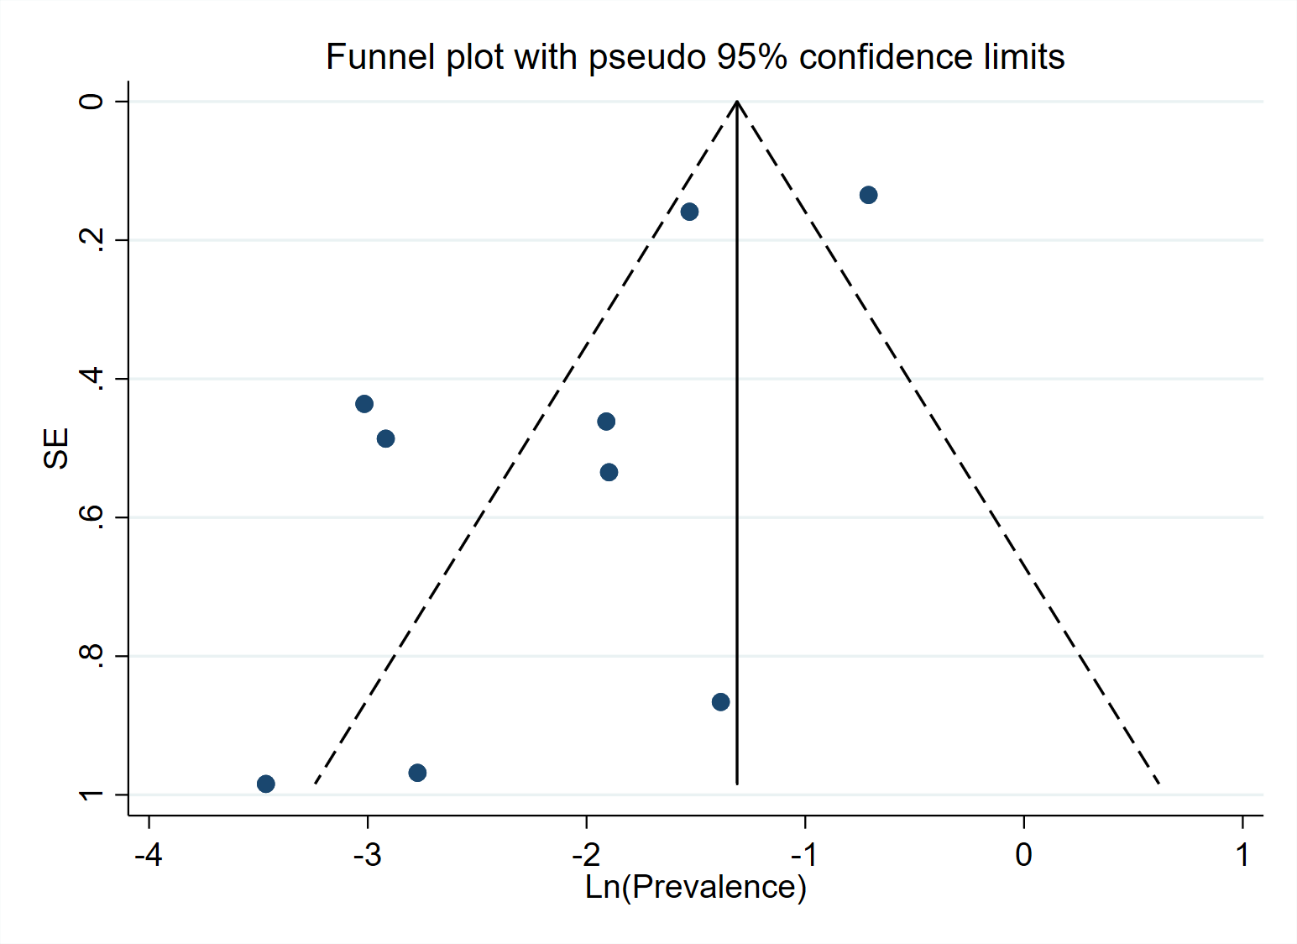 Funnel plot with pseudo 95% confidence limits
0
.2
.4
.6
.8
1
SE
-4 -3 -2 -1 0 1
Ln(Prevalence)